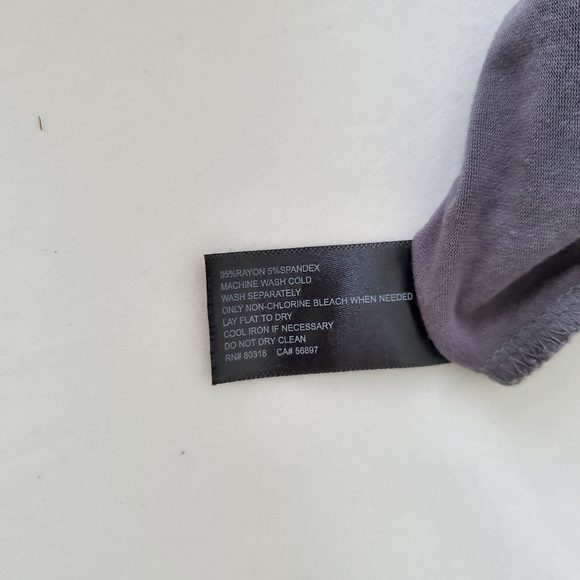 95%RAYON 5%SPANDEX
MACHINE WASH COLD
WASH SEPARATELY
ONLY NON-CHLORINE BLEACH WHEN NEEDED
LAY FLAT TO DRY
COOL IRON IF NECESSARY
DO NOT DRY CLEAN
RN# 80318 CA# 56897